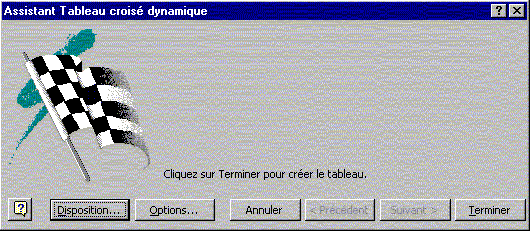 Assistant Tableau croisé dynamique
Cliquez sur Terminer pour créer le tableau.
Disposition... Options... Annuler < Précédent Suivant > Terminer